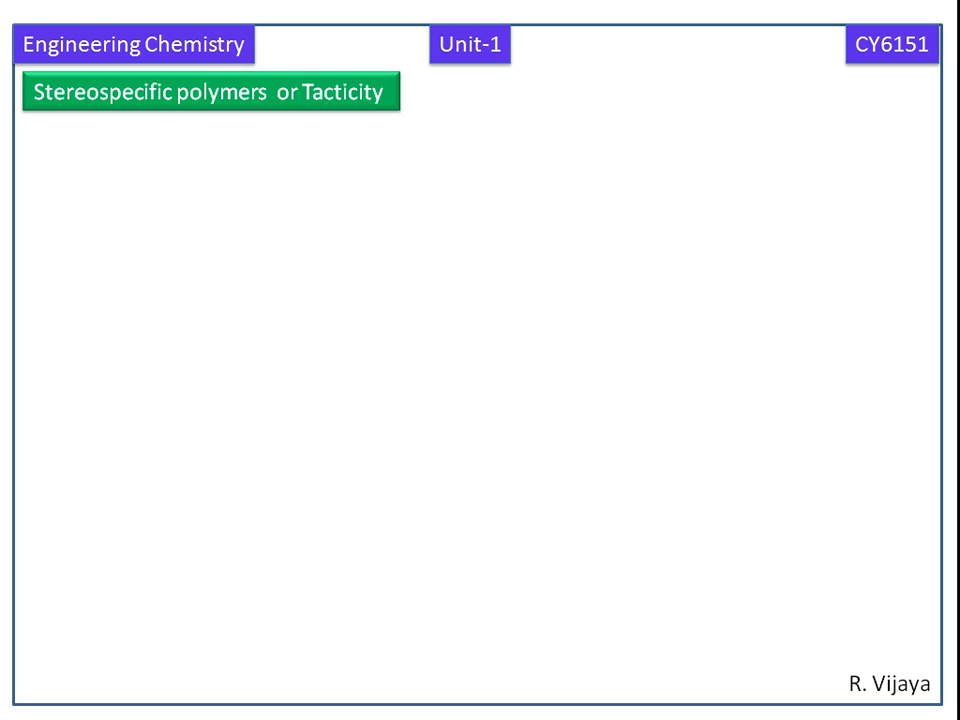 Engineering Chemistry
Unit-1
CY6151
Stereospecific polymers or Tacticity
R. Vijaya